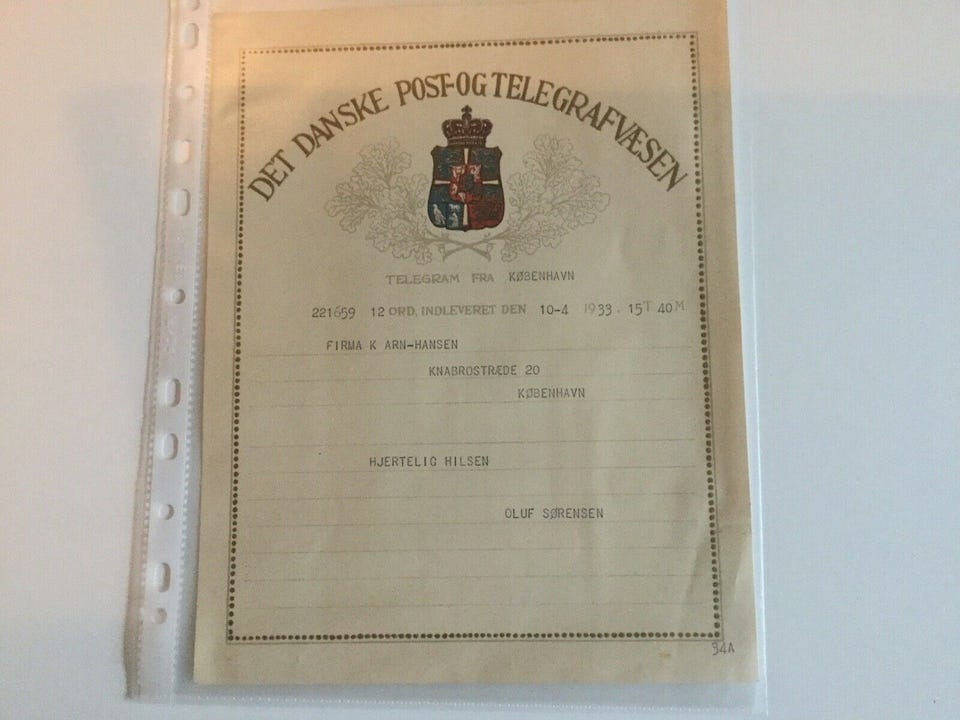 DET DANSKE POST-OG TELEGRAFVÆSEN
TELEGRAM FRA KØBENHAVN
221659 12 ORD, INDLEVERET DEN 10-4 1933. 15T 40M
FIRMA K ARN-HANSEN
KNABROSTRÆDE 20
KØBENHAVN
HJERTELIG HILSEN
OLUF SØRENSEN
94A